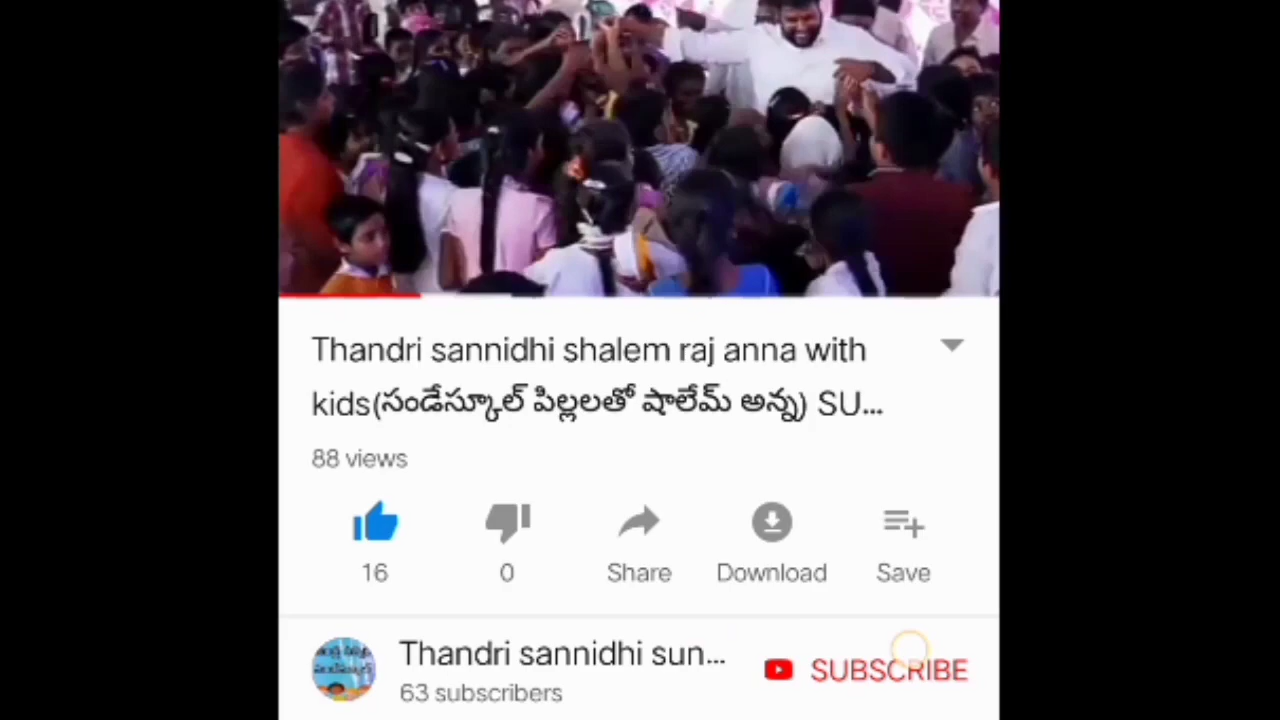 Thandri sannidhi shalem raj anna with
kids(సండేస్కూల్ పిల్లలతో షాలేమ్ అన్న) SU...
88 views
16
0
Share
Download
Save
Thandri sannidhi sun...
63 subscribers
SUBSCRIBE